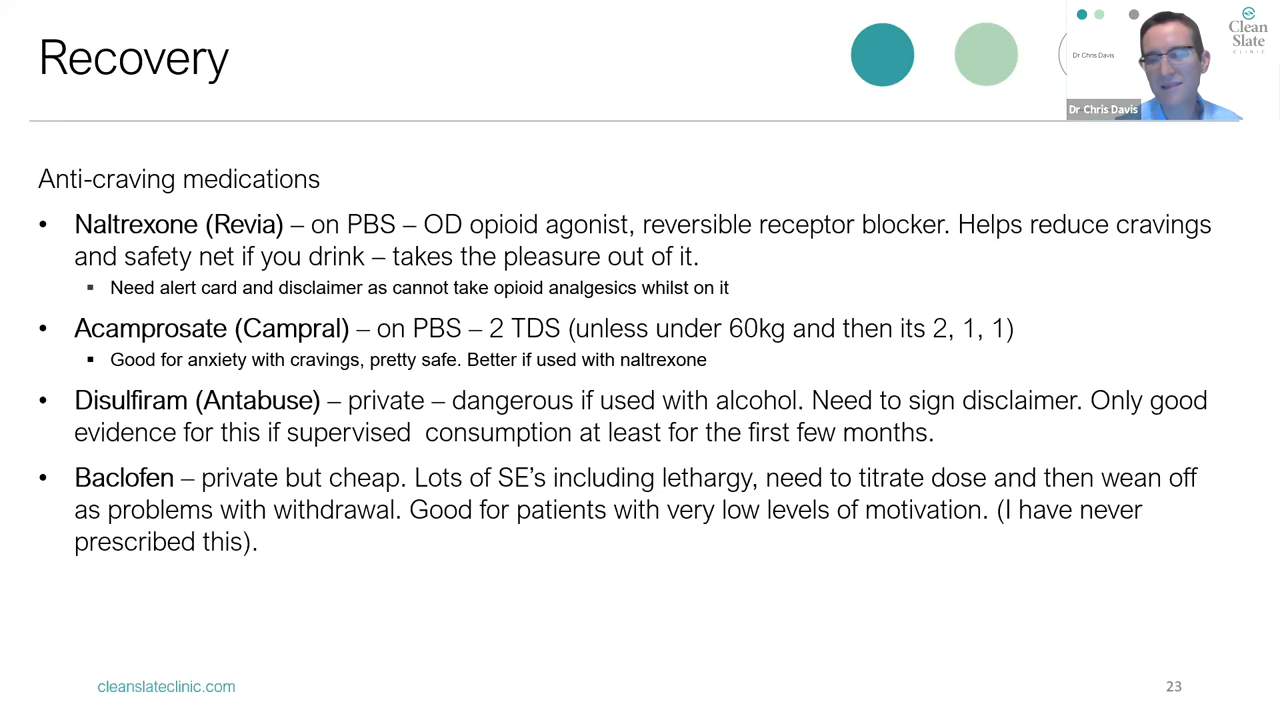 Recovery
Clean
Slate
CLINIC
Dr Chris Davis
Dr Chris Davis
Anti-craving medications
• Naltrexone (Revia) – on PBS – OD opioid agonist, reversible receptor blocker. Helps reduce cravings
and safety net if you drink – takes the pleasure out of it.
▪ Need alert card and disclaimer as cannot take opioid analgesics whilst on it
• Acamprosate (Campral) – on PBS – 2 TDS (unless under 60kg and then its 2, 1, 1)
▪ Good for anxiety with cravings, pretty safe. Better if used with naltrexone
• Disulfiram (Antabuse) – private – dangerous if used with alcohol. Need to sign disclaimer. Only good
evidence for this if supervised  consumption at least for the first few months.
• Baclofen – private but cheap. Lots of SE’s including lethargy, need to titrate dose and then wean off
as problems with withdrawal. Good for patients with very low levels of motivation. (I have never
prescribed this).
cleanslateclinic.com
23